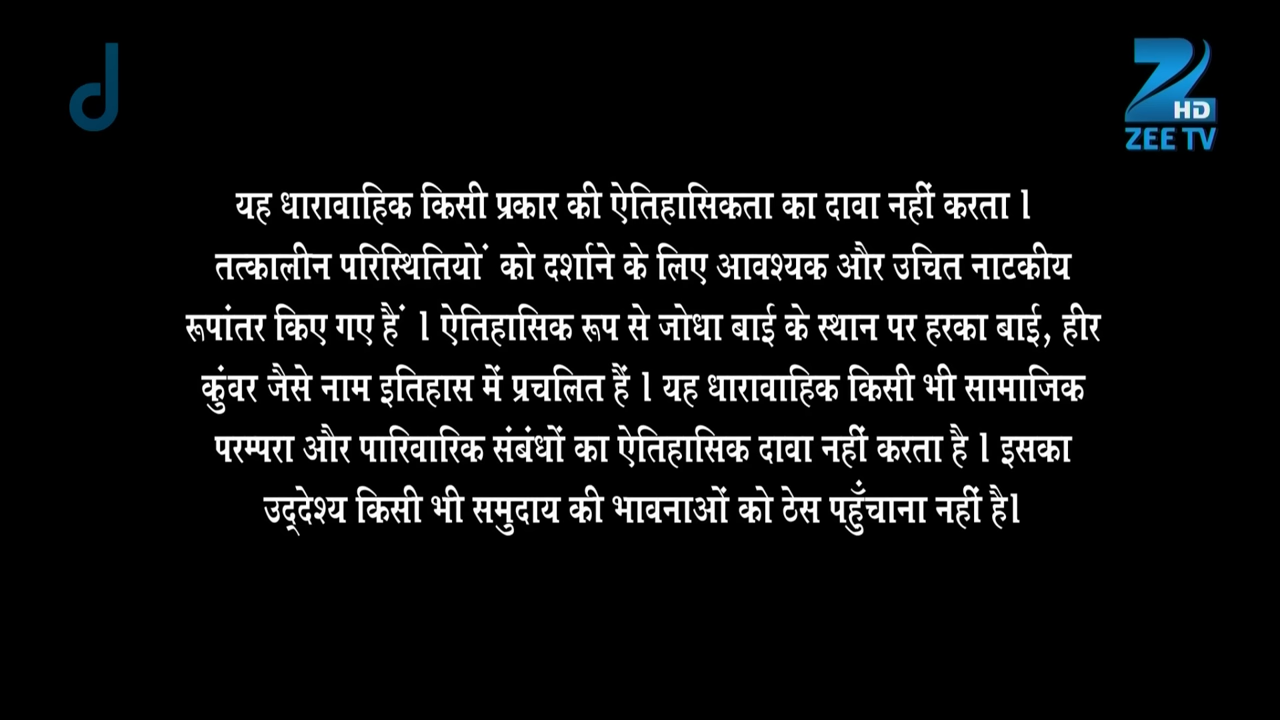 HD
ZEE TV
यह धारावाहिक किसी प्रकार की ऐतिहासिकता का दावा नहीं करता ।
तत्कालीन परिस्थितियों को दर्शाने के लिए आवश्यक और उचित नाटकीय
रूपांतर किए गए हैं । ऐतिहासिक रूप से जोधा बाई के स्थान पर हरका बाई, हीर
कुंवर जैसे नाम इतिहास में प्रचलित हैं । यह धारावाहिक किसी भी सामाजिक
परम्परा और पारिवारिक संबंधों का ऐतिहासिक दावा नहीं करता है । इसका
उद्देश्य किसी भी समुदाय की भावनाओं को ठेस पहुँचाना नहीं है।